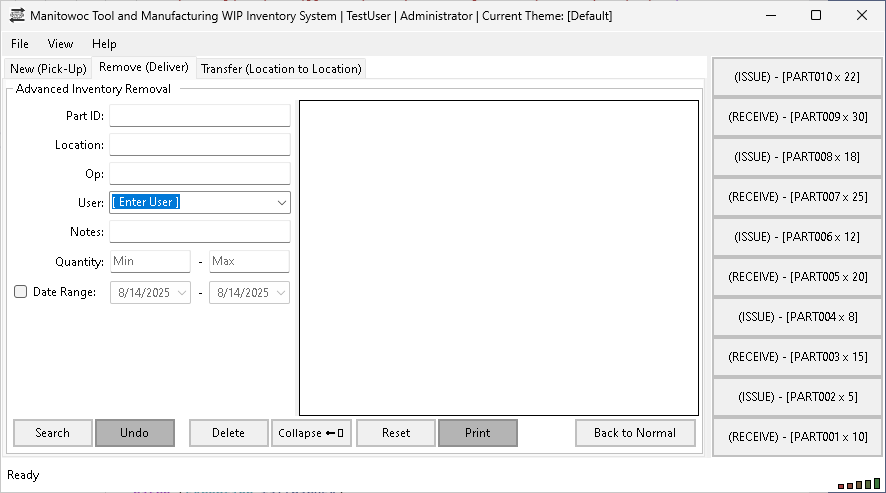 Manitowoc Tool and Manufacturing WIP Inventory System | TestUser | Administrator | Current Theme: [Default]
File View Help
New (Pick-Up) Remove (Deliver) Transfer (Location to Location)
Advanced Inventory Removal
Part ID:
Location:
Op:
User: [ Enter User ]
Notes:
Quantity: Min - Max
Date Range: 8/14/2025 - 8/14/2025
Search Undo Delete Collapse ⬅▯ Reset Print Back to Normal
(ISSUE) - [PART010 x 22]
(RECEIVE) - [PART009 x 30]
(ISSUE) - [PART008 x 18]
(RECEIVE) - [PART007 x 25]
(ISSUE) - [PART006 x 12]
(RECEIVE) - [PART005 x 20]
(ISSUE) - [PART004 x 8]
(RECEIVE) - [PART003 x 15]
(ISSUE) - [PART002 x 5]
(RECEIVE) - [PART001 x 10]
Ready